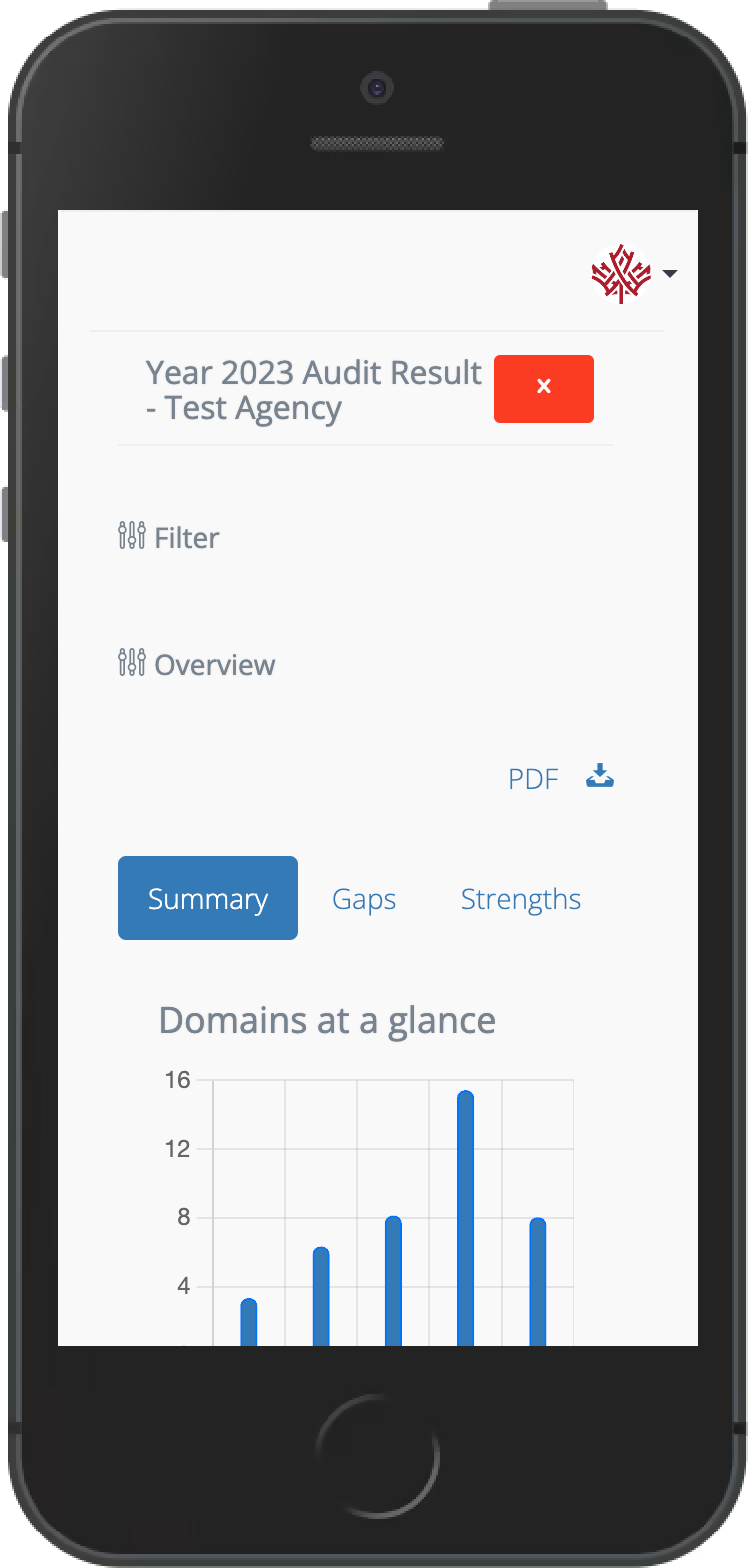 Year 2023 Audit Result
- Test Agency
Filter
Overview
PDF
Summary Gaps Strengths
Domains at a glance
16
12
8
4